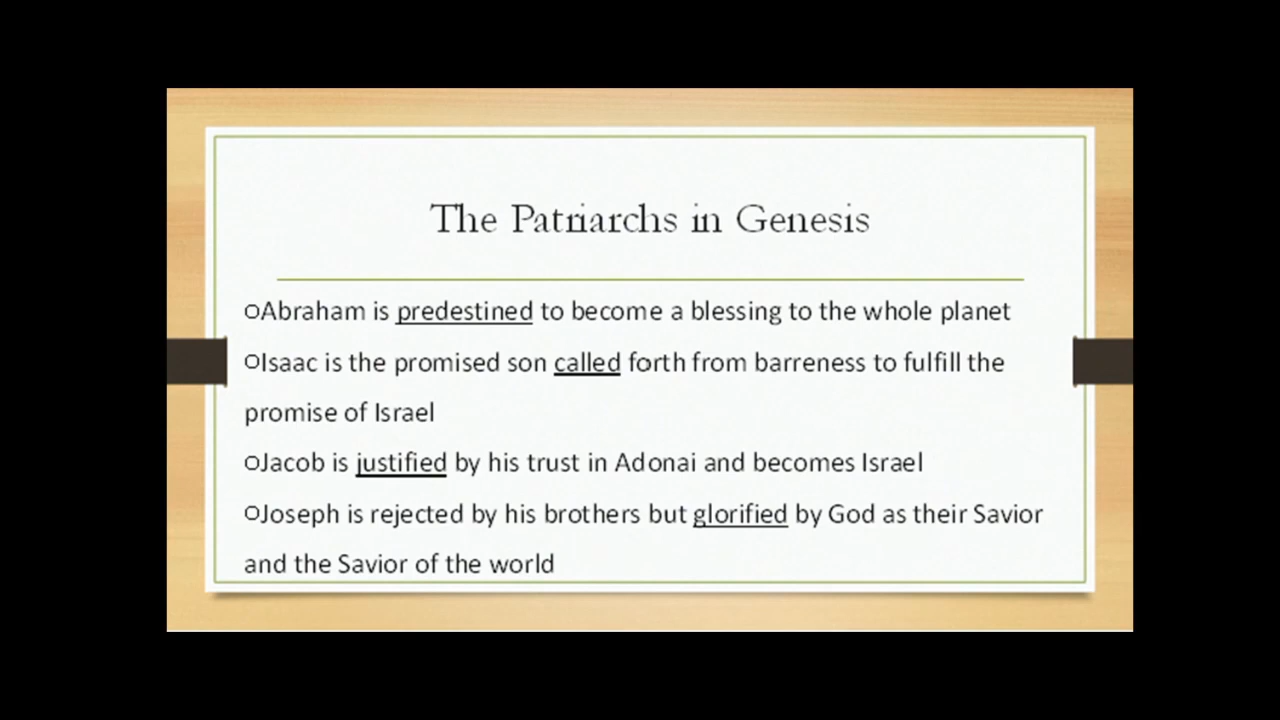 The Patriarchs in Genesis
○Abraham is predestined to become a blessing to the whole planet
○Isaac is the promised son called forth from barreness to fulfill the
promise of Israel
○Jacob is justified by his trust in Adonai and becomes Israel
○Joseph is rejected by his brothers but glorified by God as their Savior
and the Savior of the world